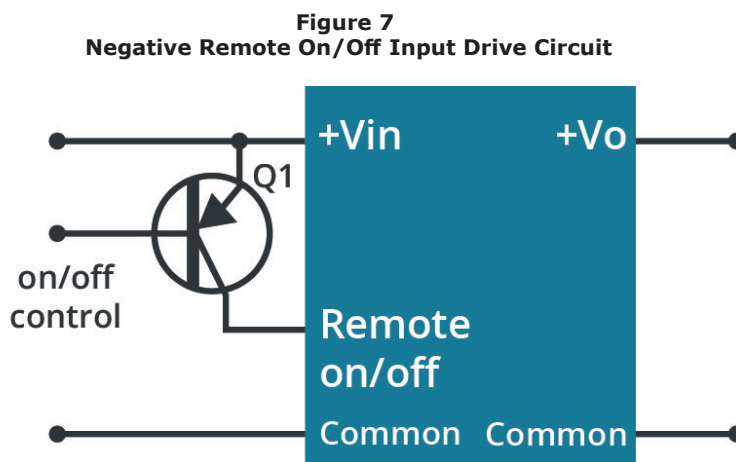 Figure 7
Negative Remote On/Off Input Drive Circuit
+Vin
+Vo
Q1
on/off
control
Remote
on/off
Common
Common